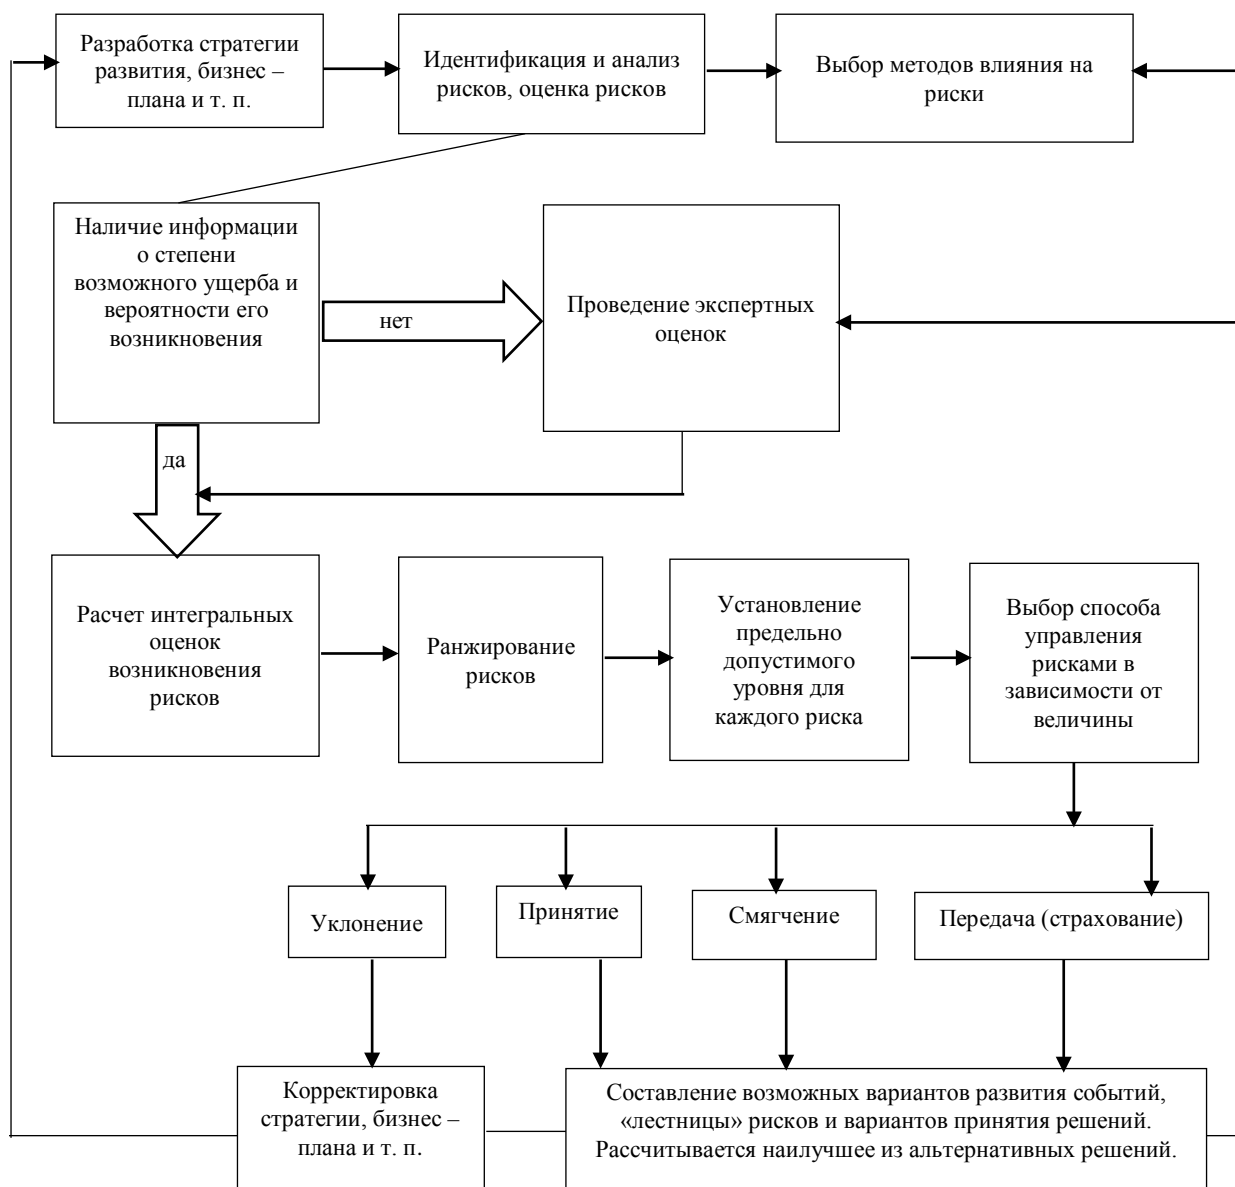 Разработка стратегии
развития, бизнес –
плана и т. п.
Идентификация и анализ
рисков, оценка рисков
Выбор методов влияния на
риски
Наличие информации
о степени
возможного ущерба и
вероятности его
возникновения
нет
Проведение экспертных
оценок
да
Расчет интегральных
оценок
возникновения
рисков
Ранжирование
рисков
Установление
предельно
допустимого
уровня для
каждого риска
Выбор способа
управления
рисками в
зависимости от
величины
Уклонение
Принятие
Смягчение
Передача (страхование)
Корректировка
стратегии, бизнес –
плана и т. п.
Составление возможных вариантов развития событий,
«лестницы» рисков и вариантов принятия решений.
Рассчитывается наилучшее из альтернативных решений.